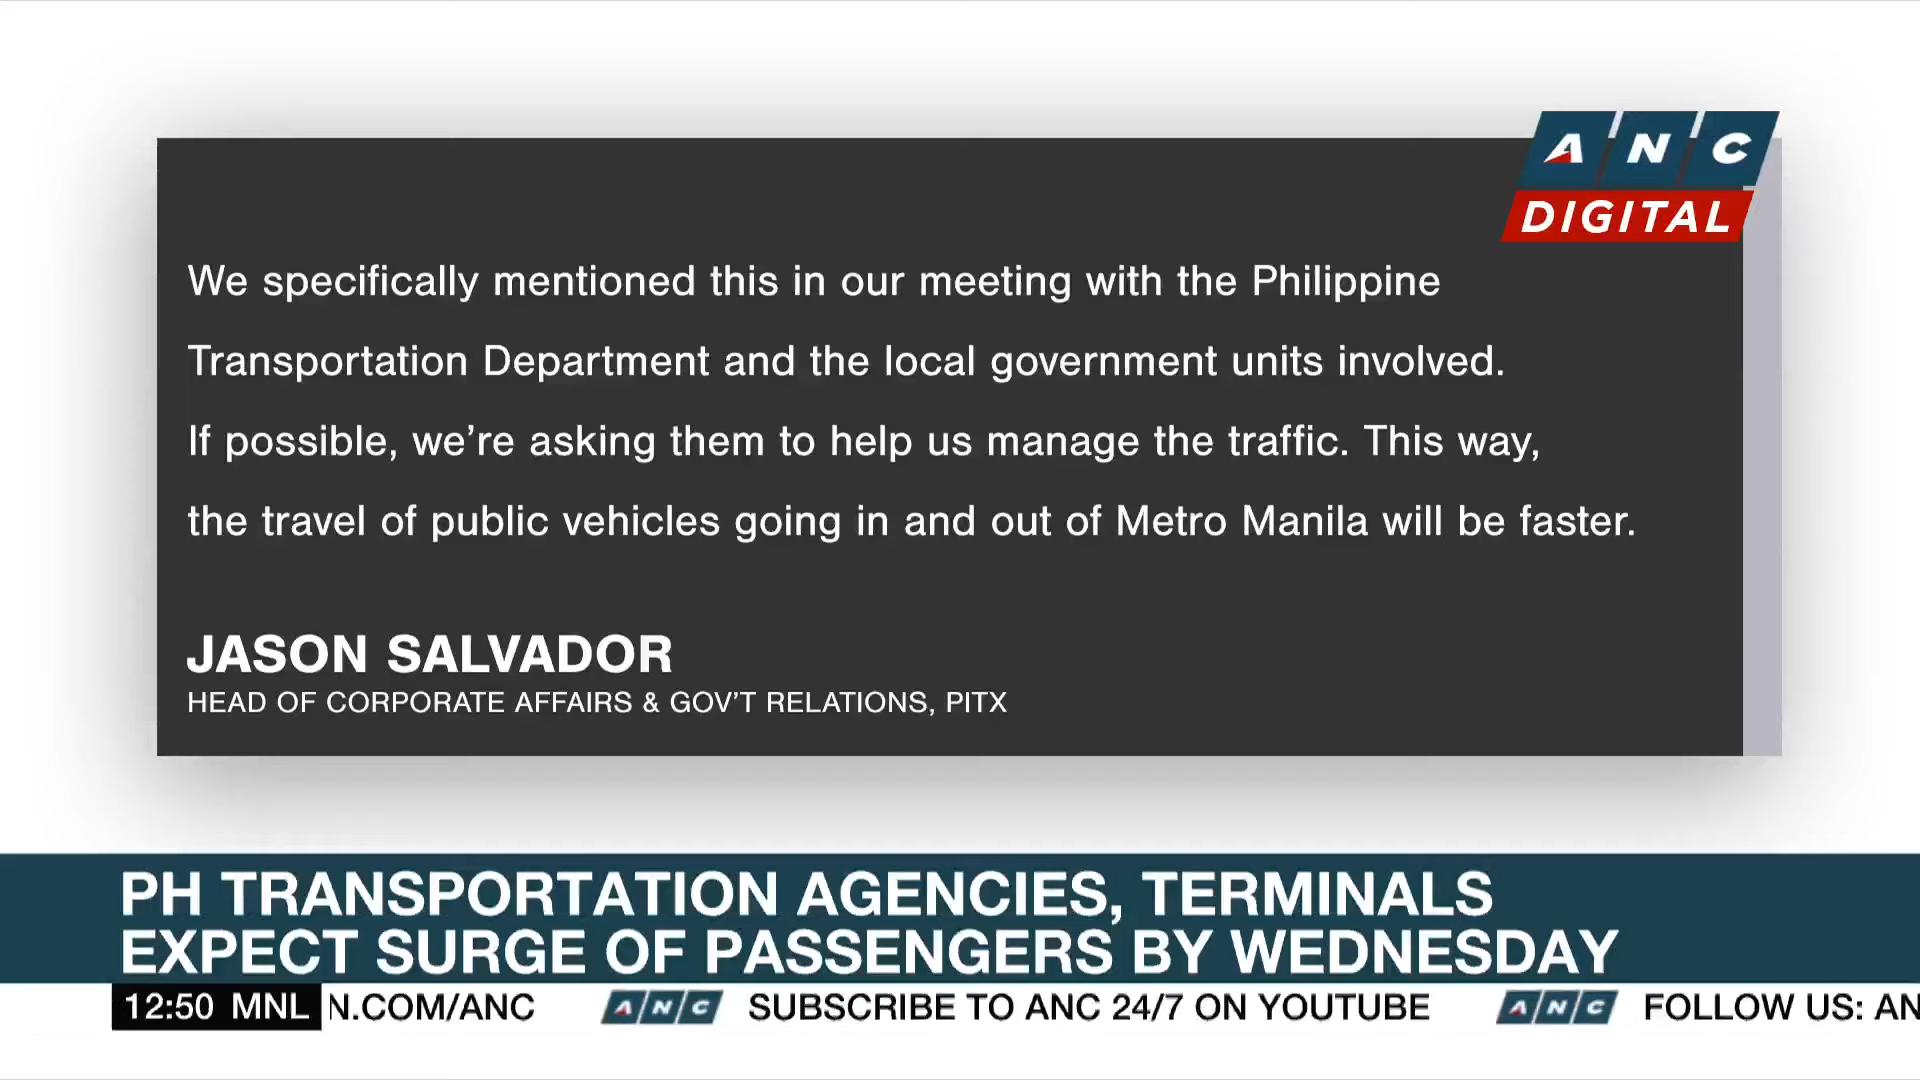 ANC
DIGITAL
We specifically mentioned this in our meeting with the Philippine
Transportation Department and the local government units involved.
If possible, we’re asking them to help us manage the traffic. This way,
the travel of public vehicles going in and out of Metro Manila will be faster.
JASON SALVADOR
HEAD OF CORPORATE AFFAIRS & GOV’T RELATIONS, PITX
PH TRANSPORTATION AGENCIES, TERMINALS
EXPECT SURGE OF PASSENGERS BY WEDNESDAY
12:50 MNL N.COM/ANC ANC SUBSCRIBE TO ANC 24/7 ON YOUTUBE ANC FOLLOW US: AN